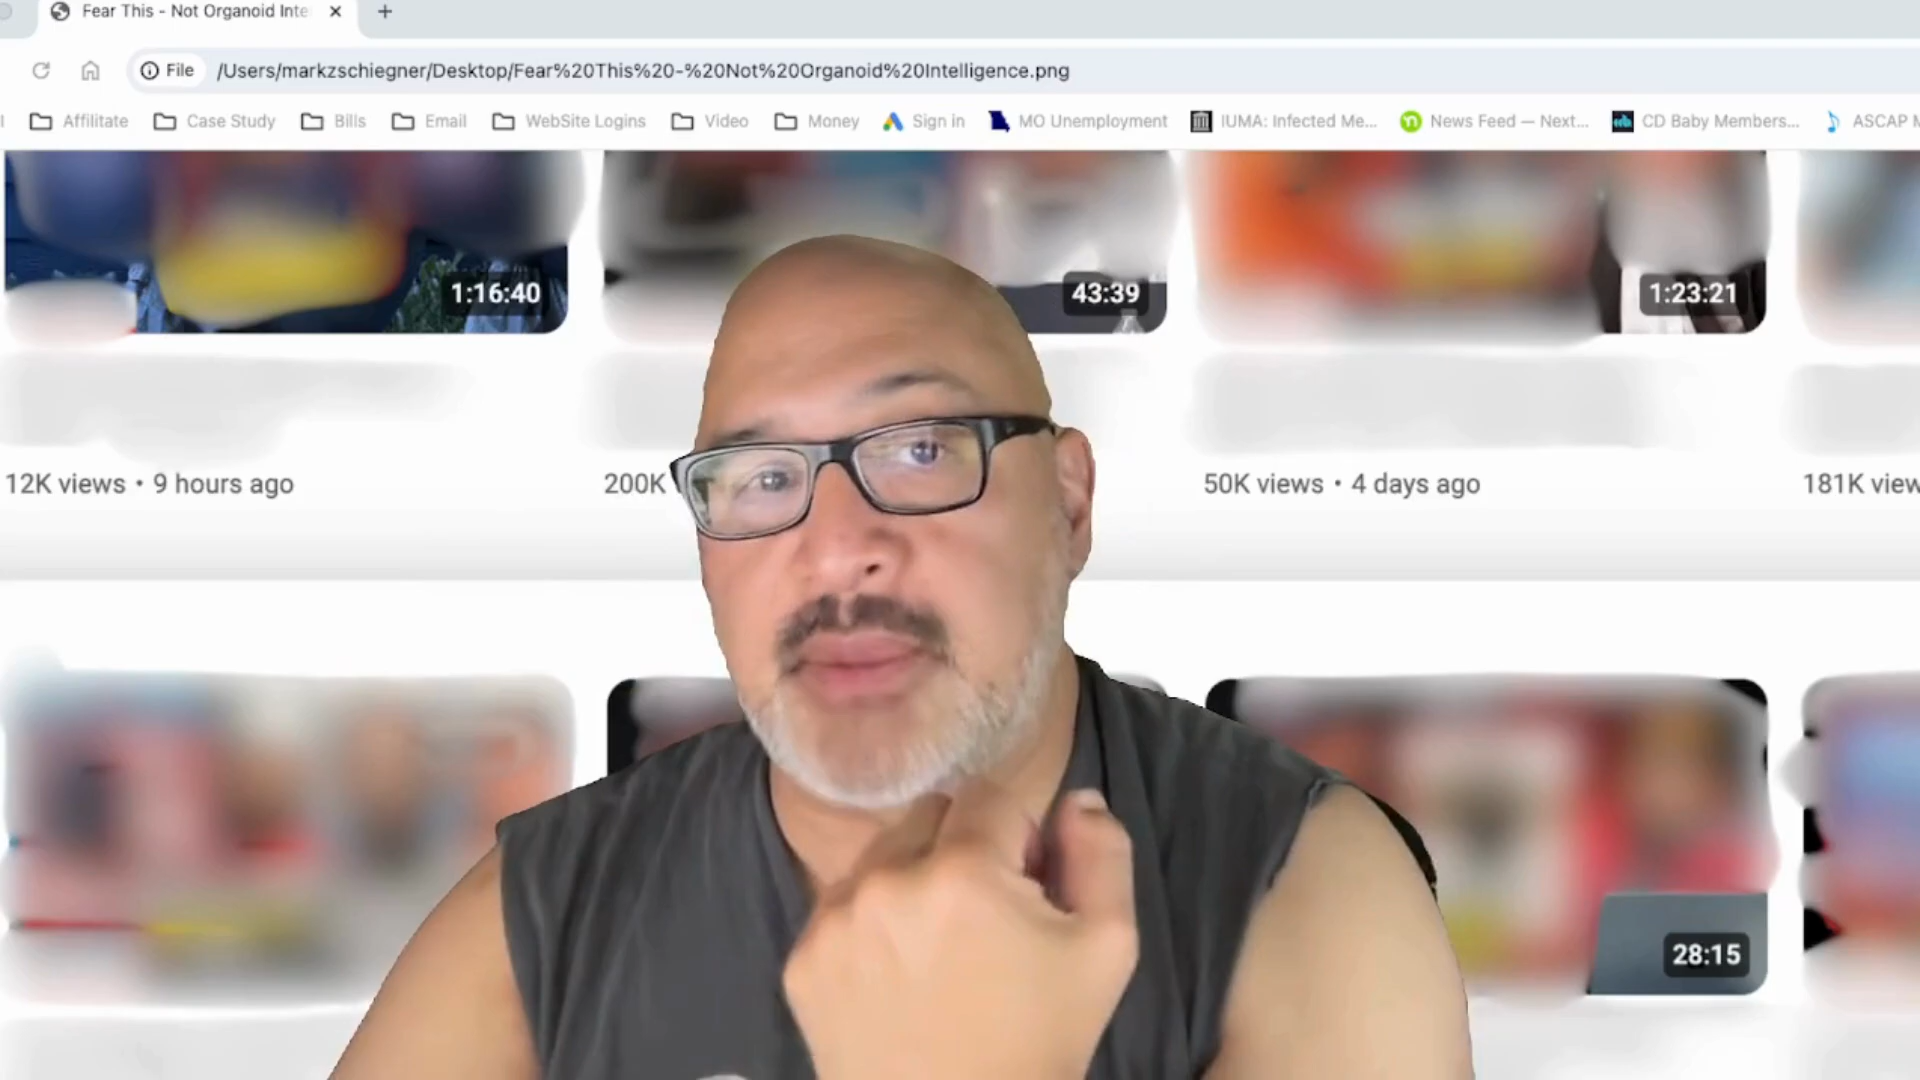 Fear This - Not Organoid Inte
File /Users/markzschiegner/Desktop/Fear%20This%20-%20Not%20Organoid%20Intelligence.png
Affilitate Case Study Bills Email WebSite Logins Video Money Sign in MO Unemployment IUMA: Infected Me... News Feed — Next... CD Baby Members... ASCAP M
1:16:40 43:39 1:23:21
12K views • 9 hours ago 200K 50K views • 4 days ago 181K view
28:15